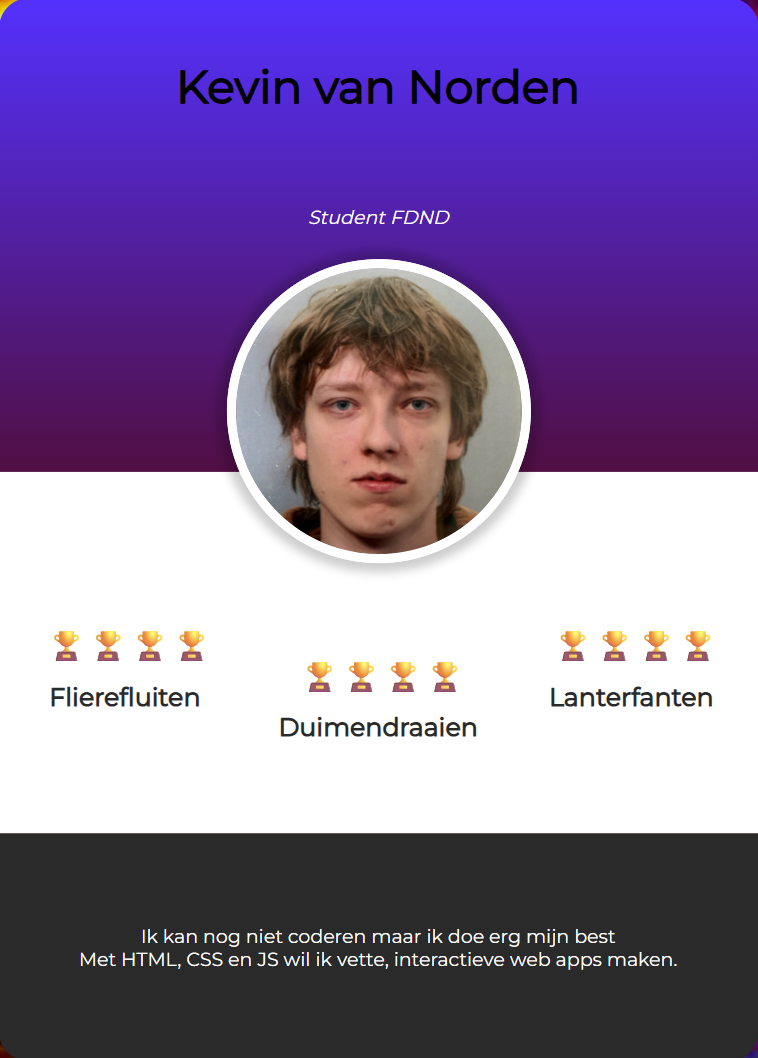 Kevin van Norden
Student FDND
Flierefluiten
Duimendraaien
Lanterfanten
Ik kan nog niet coderen maar ik doe erg mijn best
Met HTML, CSS en JS wil ik vette, interactieve web apps maken.